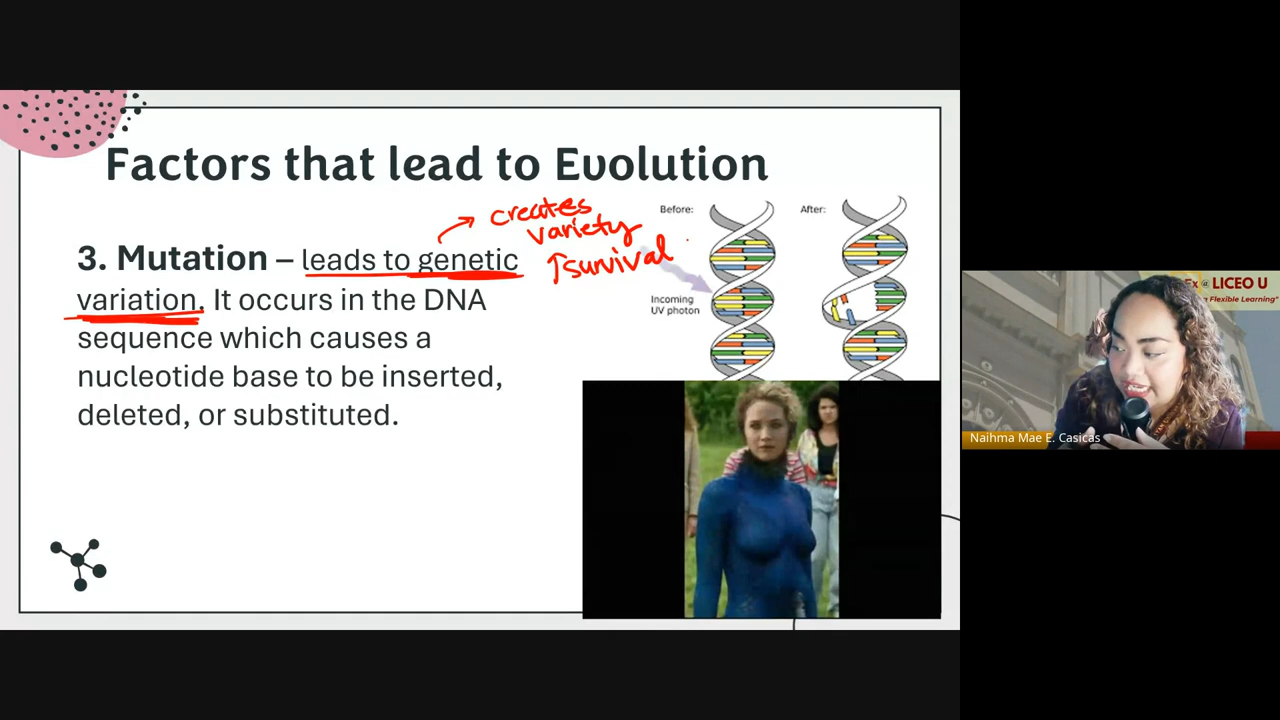 Factors that lead to Evolution
creates
variety
↑survival
3. Mutation – leads to genetic
variation. It occurs in the DNA
sequence which causes a
nucleotide base to be inserted,
deleted, or substituted.
Before:
After:
Incoming
UV photon
Ex @ LICEO U
Flexible Learning"
Naihma Mae E. Casicas